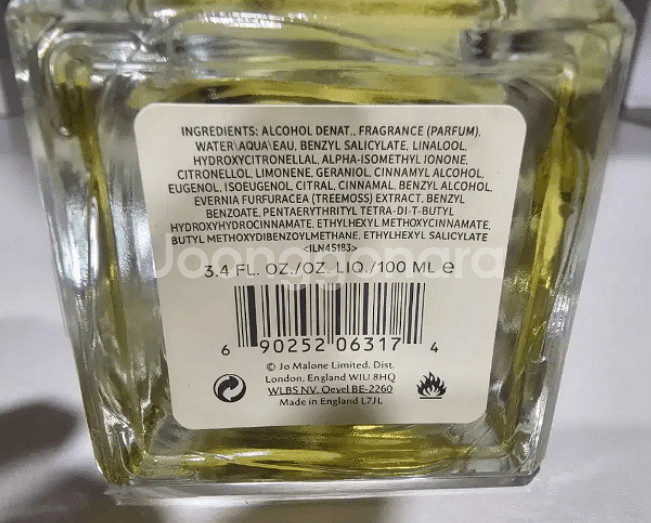 INGREDIENTS: ALCOHOL DENAT., FRAGRANCE (PARFUM),
WATER\AQUA\EAU, BENZYL SALICYLATE, LINALOOL,
HYDROXYCITRONELLAL, ALPHA-ISOMETHYL IONONE,
CITRONELLOL, LIMONENE, GERANIOL, CINNAMYL ALCOHOL,
EUGENOL, ISOEUGENOL, CITRAL, CINNAMAL, BENZYL ALCOHOL,
EVERNIA FURFURACEA (TREEMOSS) EXTRACT, BENZYL
BENZOATE, PENTAERYTHRITYL TETRA-DI-T-BUTYL
HYDROXYHYDROCINNAMATE, ETHYLHEXYL METHOXYCINNAMATE,
BUTYL METHOXYDIBENZOYLMETHANE, ETHYLHEXYL SALICYLATE
<ILN45183>
Joonggonara
3.4 FL. OZ./OZ. LIQ./100 ML ℮
6 90252 06317 4
© Jo Malone Limited, Dist.
London, England W1U 8HQ
WLBS NV. Oevel BE-2260
Made in England L7JL